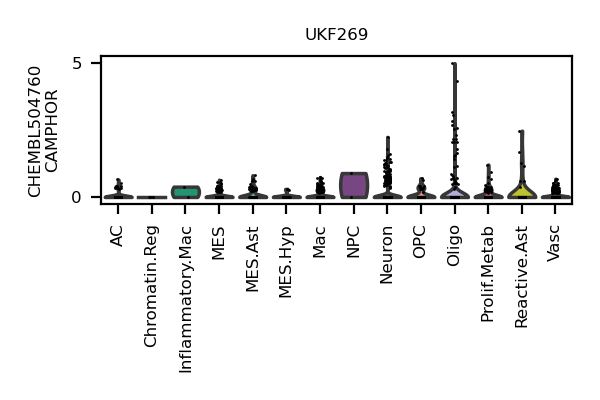 UKF269
CHEMBL504760
CAMPHOR
5
0
AC
Chromatin.Reg
Inflammatory.Mac
MES
MES.Ast
MES.Hyp
Mac
NPC
Neuron
OPC
Oligo
Prolif.Metab
Reactive.Ast
Vasc